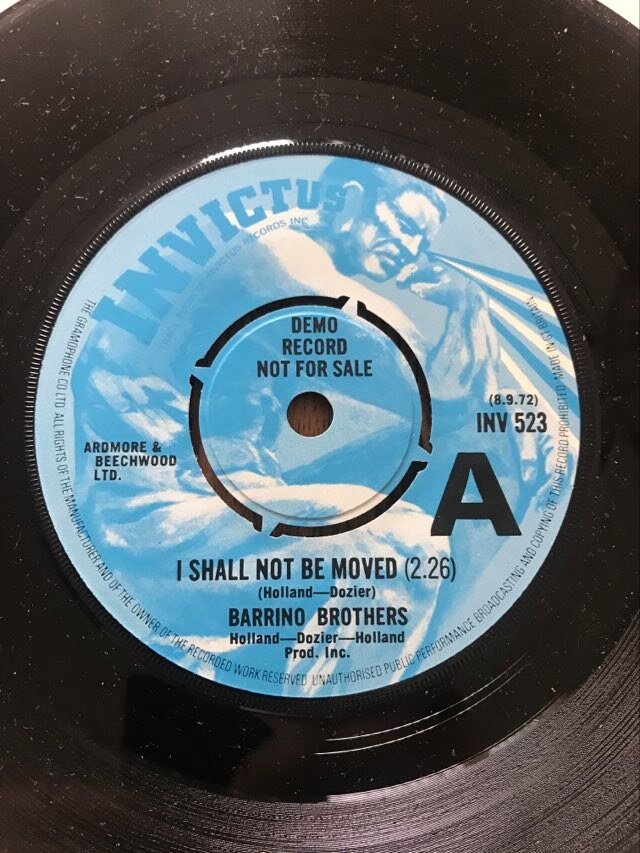 INVICTUS
INVICTUS RECORDS INC
DEMO
RECORD
NOT FOR SALE
(8.9.72)
INV 523
ARDMORE &
BEECHWOOD
LTD.
A
I SHALL NOT BE MOVED (2.26)
(Holland—Dozier)
BARRINO BROTHERS
Holland—Dozier—Holland
Prod. Inc.
THE GRAMOPHONE CO LTD ALL RIGHTS OF THE MANUFACTURER AND OF THE OWNER OF THE RECORDED WORK RESERVED UNAUTHORISED PUBLIC PERFORMANCE BROADCASTING AND COPYING OF THIS RECORD PROHIBITED. MADE IN GT BRITAIN